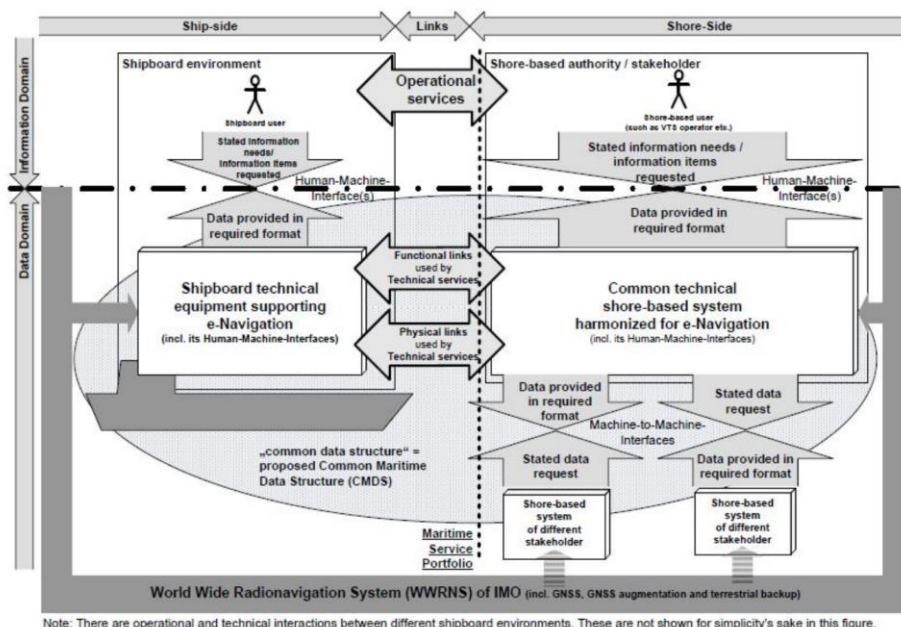 Ship-side
Links
Shore-Side
Information Domain
Data Domain
Shipboard environment
Shipboard user
Stated information
needs/
information items
requested
Human-Machine-
Interface(s)
Data provided in
required format
Shipboard technical
equipment supporting
e-Navigation
(incl. its Human-Machine-Interfaces)
Operational
services
Functional links
used by
Technical services
Physical links
used by
Technical services
Shore-based authority / stakeholder
Shore-based user
(such as VTS operator etc.)
Stated information needs /
information items
requested
Human-Machine-
Interface(s)
Data provided in
required format
Common technical
shore-based system
harmonized for e-Navigation
(incl. its Human-Machine-Interfaces)
Data provided
in required
format
Stated data
request
Machine-to-Machine-
Interfaces
Stated data
request
Data provided in
required format
Shore-based
system
of different
stakeholder
Shore-based
system
of different
stakeholder
„common data structure“ =
proposed Common Maritime
Data Structure (CMDS)
Maritime
Service
Portfolio
World Wide Radionavigation System (WWRNS) of IMO (incl. GNSS, GNSS augmentation and terrestrial backup)
Note: There are operational and technical interactions between different shipboard environments. These are not shown for simplicity's sake in this figure.